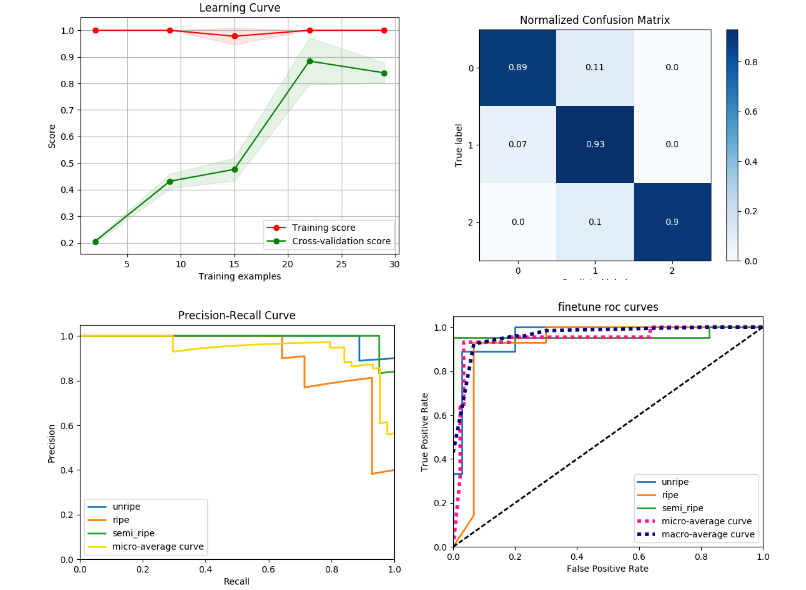 Learning Curve
1.0
0.9
0.8
0.7
0.6
0.5
0.4
0.3
0.2
Score
5 10 15 20 25 30
Training examples
Training score
Cross-validation score
Normalized Confusion Matrix
0 0.89 0.11 0.0
1 0.07 0.93 0.0
2 0.0 0.1 0.9
True label
0 1 2
0.8
0.6
0.4
0.2
0.0
Precision-Recall Curve
1.0
0.8
0.6
0.4
0.2
0.0
Precision
0.0 0.2 0.4 0.6 0.8 1.0
Recall
unripe
ripe
semi_ripe
micro-average curve
finetune roc curves
1.0
0.8
0.6
0.4
0.2
0.0
True Positive Rate
0.0 0.2 0.4 0.6 0.8 1.0
False Positive Rate
unripe
ripe
semi_ripe
micro-average curve
macro-average curve